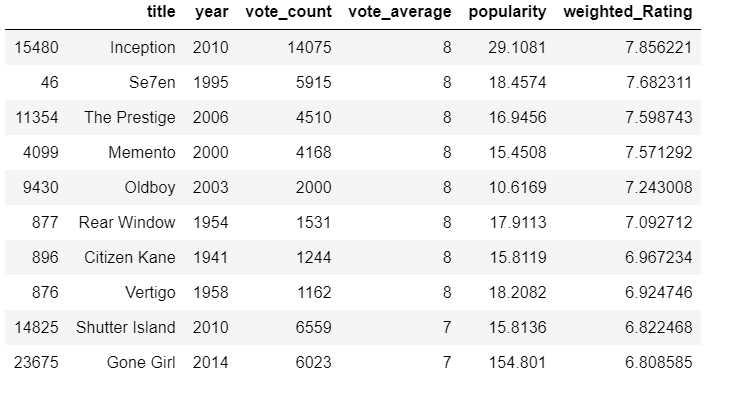 title year vote_count vote_average popularity weighted_Rating
15480 Inception 2010 14075 8 29.1081 7.856221
46 Se7en 1995 5915 8 18.4574 7.682311
11354 The Prestige 2006 4510 8 16.9456 7.598743
4099 Memento 2000 4168 8 15.4508 7.571292
9430 Oldboy 2003 2000 8 10.6169 7.243008
877 Rear Window 1954 1531 8 17.9113 7.092712
896 Citizen Kane 1941 1244 8 15.8119 6.967234
876 Vertigo 1958 1162 8 18.2082 6.924746
14825 Shutter Island 2010 6559 7 15.8136 6.822468
23675 Gone Girl 2014 6023 7 154.801 6.808585